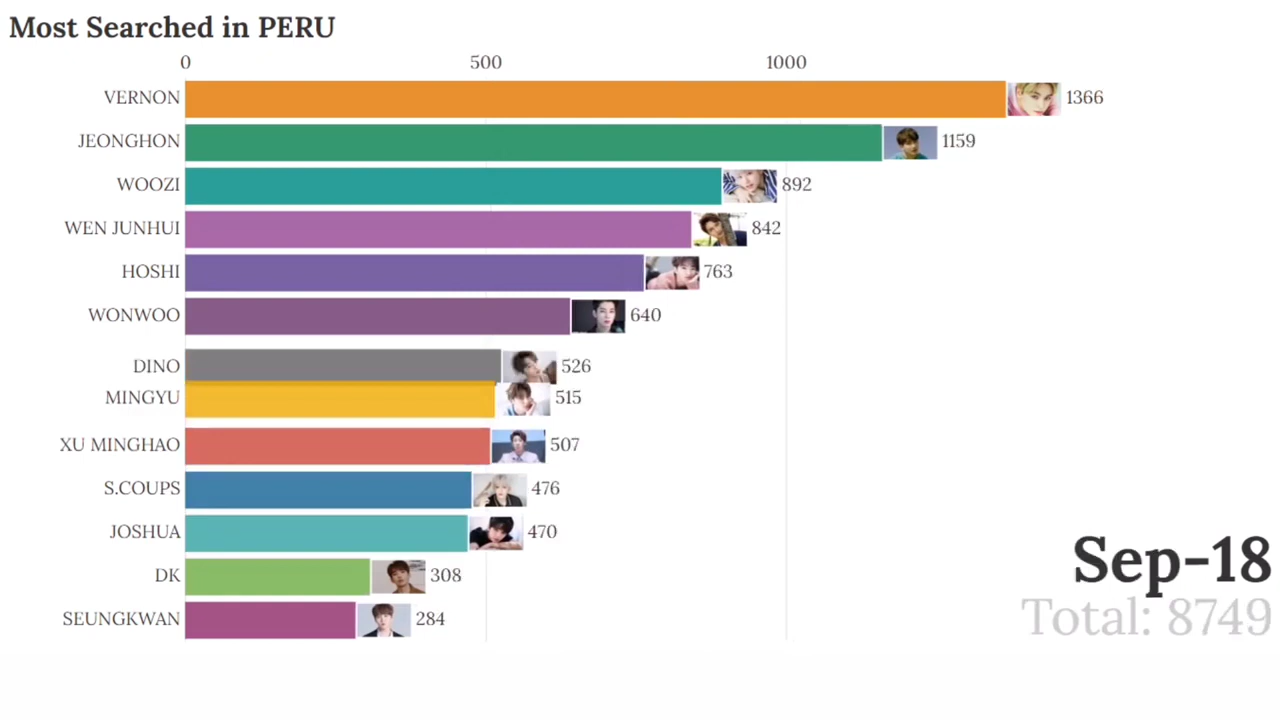 Most Searched in PERU
0 500 1000
VERNON 1366
JEONGHON 1159
WOOZI 892
WEN JUNHUI 842
HOSHI 763
WONWOO 640
DINO 526
MINGYU 515
XU MINGHAO 507
S.COUPS 476
JOSHUA 470
DK 308
SEUNGKWAN 284
Sep-18
Total: 8749